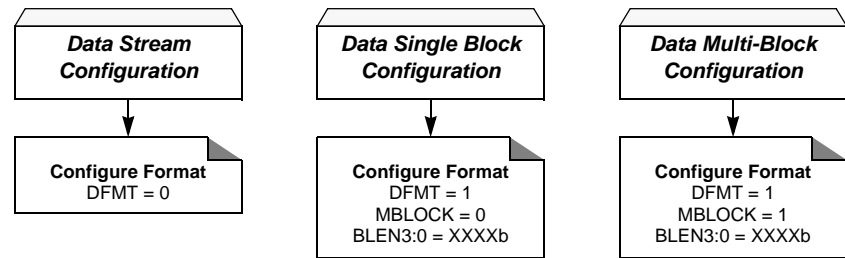 Data Stream
Configuration
Configure Format
DFMT = 0
Data Single Block
Configuration
Configure Format
DFMT = 1
MBLOCK = 0
BLEN3:0 = XXXXb
Data Multi-Block
Configuration
Configure Format
DFMT = 1
MBLOCK = 1
BLEN3:0 = XXXXb